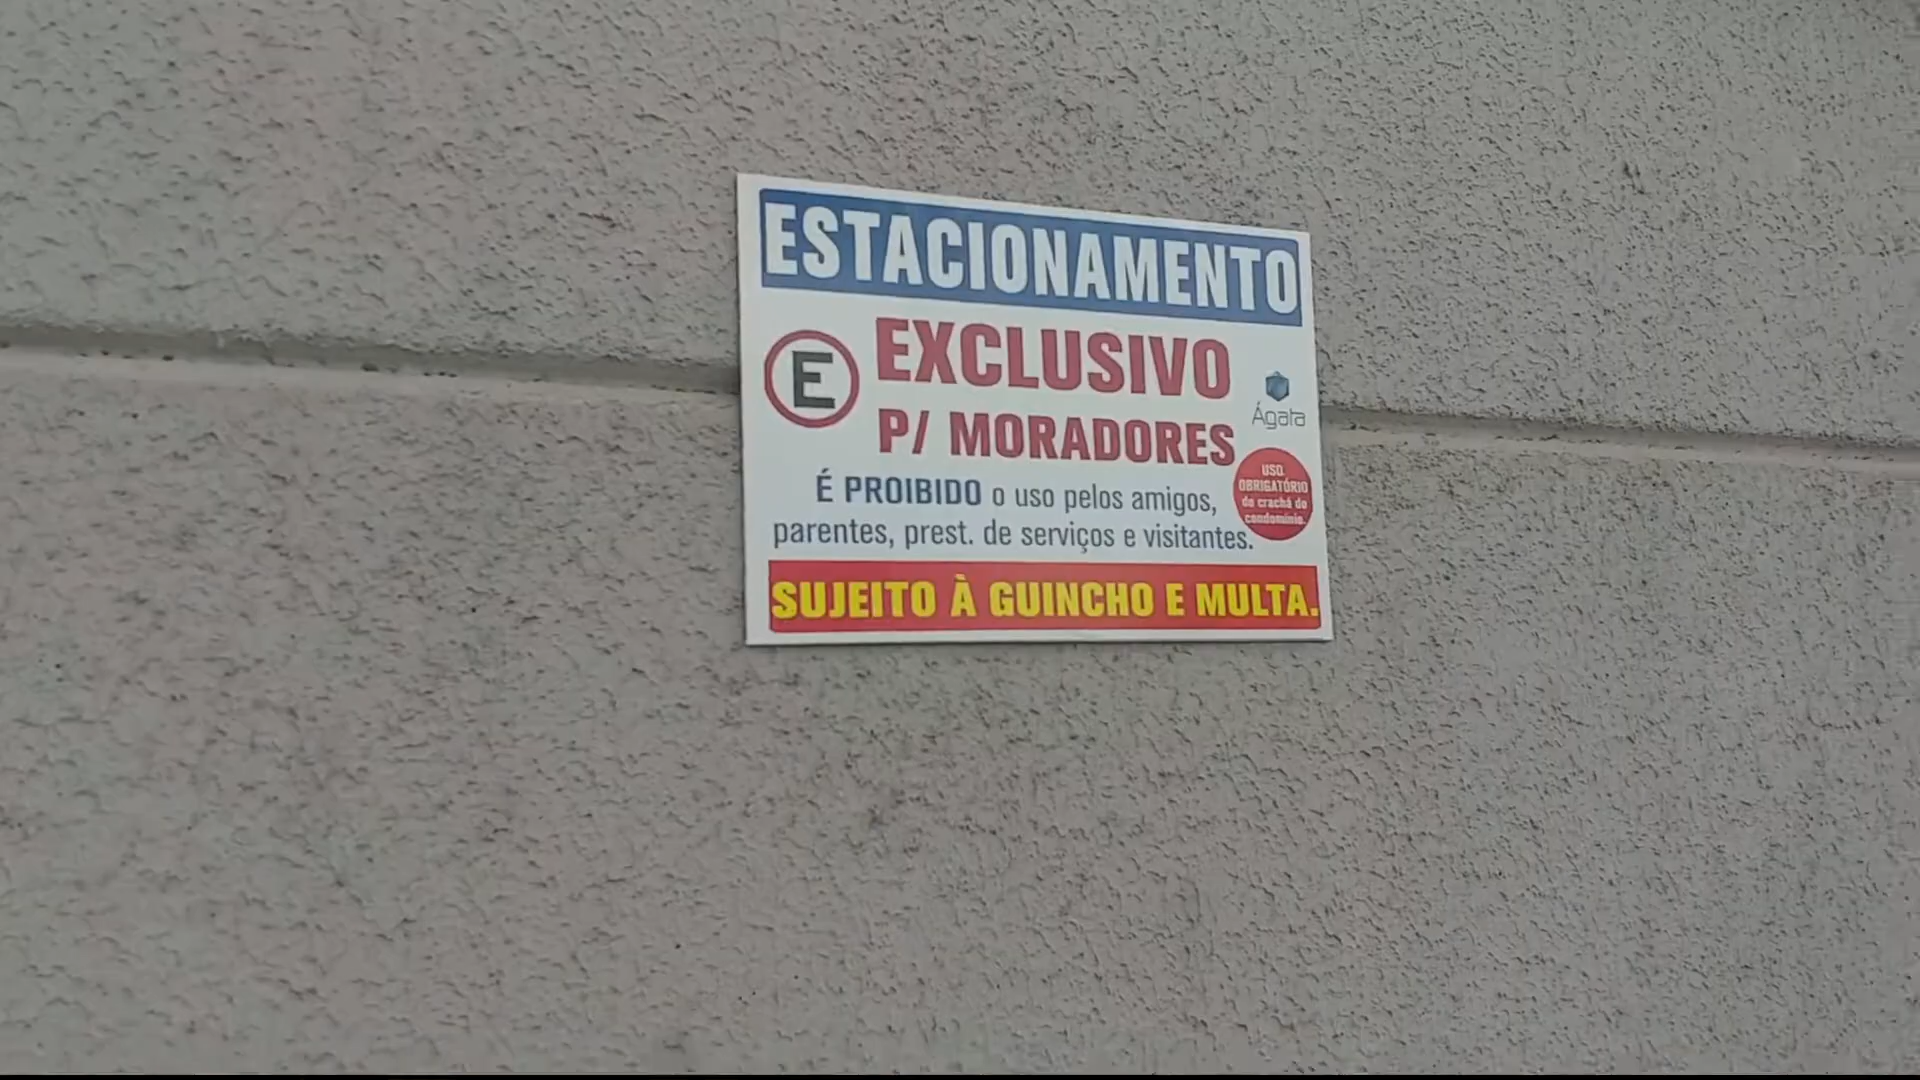 ESTACIONAMENTO
E
EXCLUSIVO
P/ MORADORES
Ágata
É PROIBIDO o uso pelos amigos,
parentes, prest. de serviços e visitantes.
USO
OBRIGATÓRIO
do crachá do
condomínio.
SUJEITO À GUINCHO E MULTA.